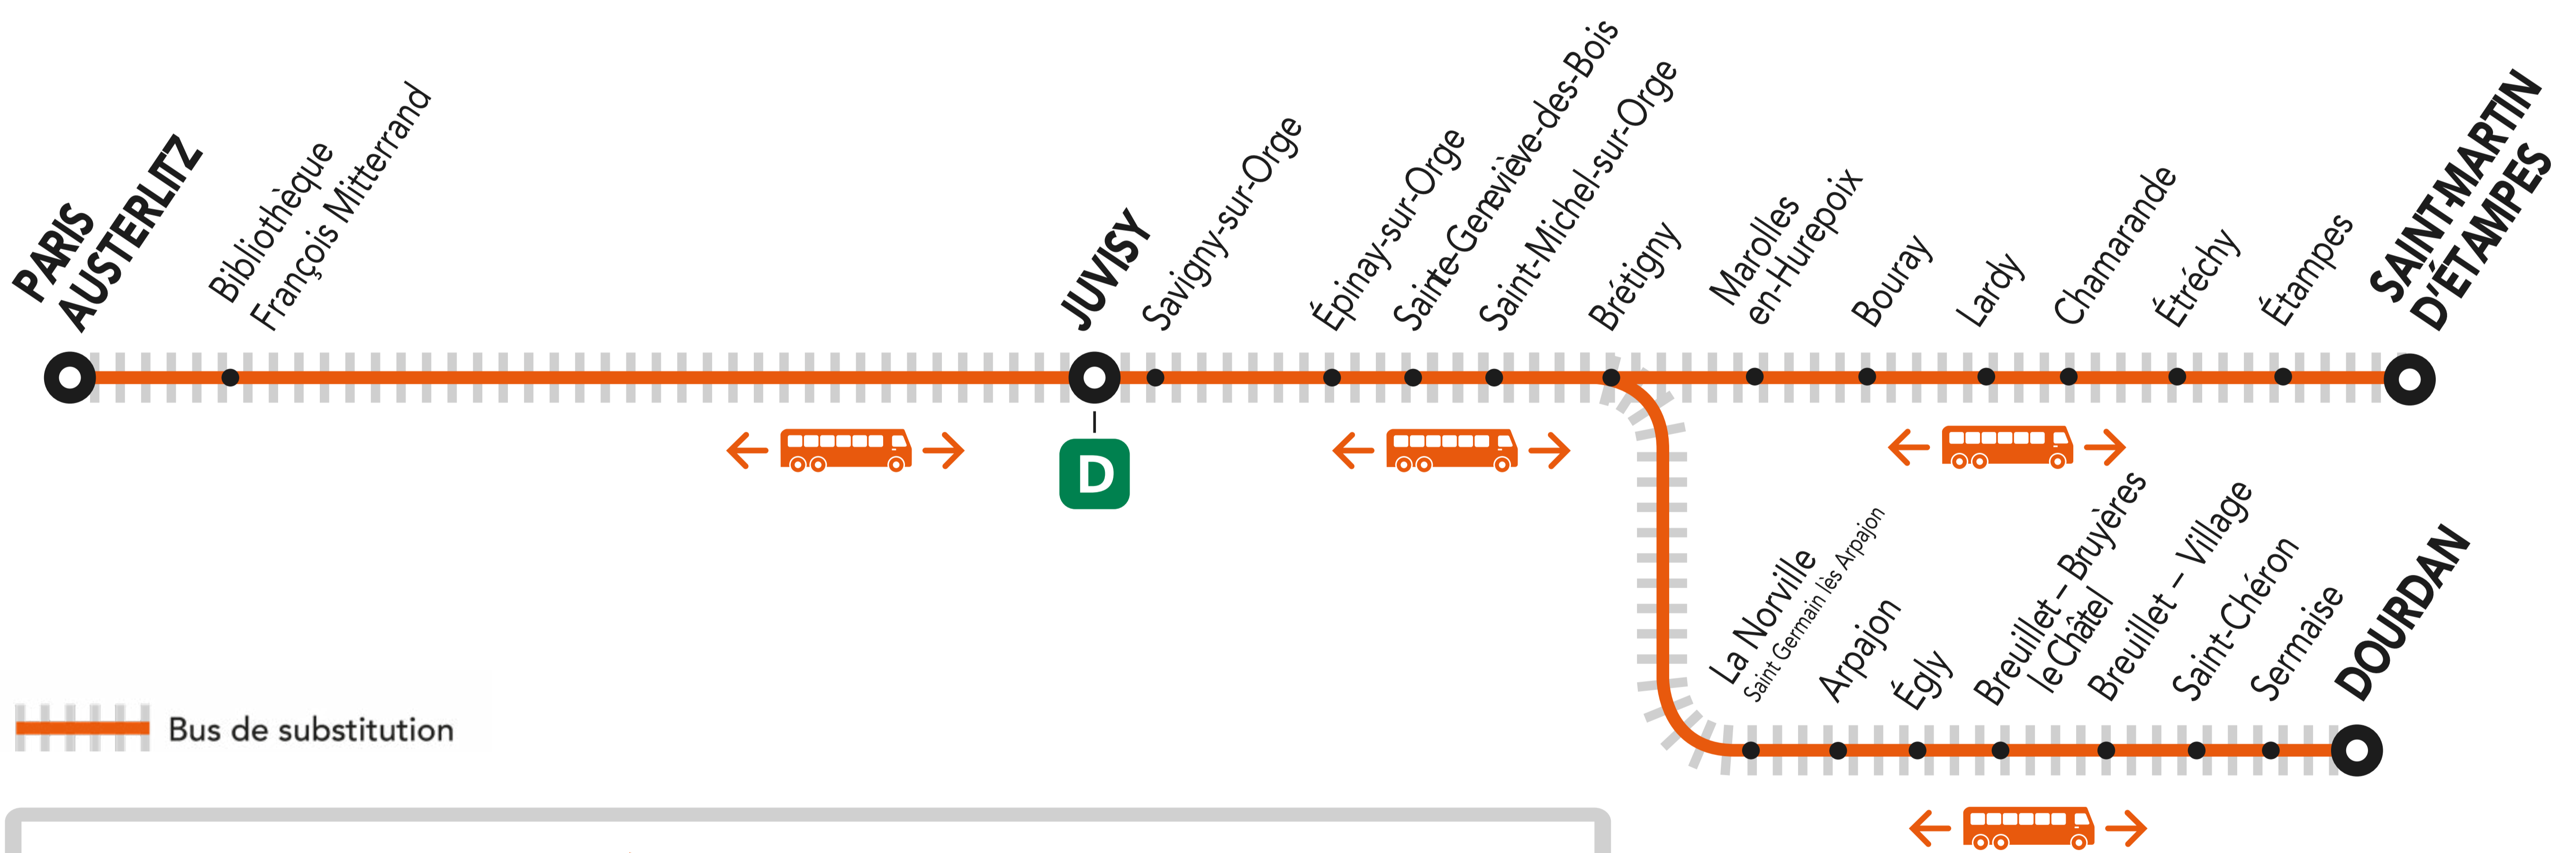 PARIS
AUSTERLITZ
Bibliothèque
François Mitterrand
JUVISY
D
Savigny-sur-Orge
Épinay-sur-Orge
Sainte-Geneviève-des-Bois
Saint-Michel-sur-Orge
Brétigny
Marolles
en-Hurepoix
Bouray
Lardy
Chamarande
Étréchy
Étampes
SAINT-MARTIN
D'ÉTAMPES
La Norville
Saint Germain lès Arpajon
Arpajon
Égly
Breuillet – Bruyères
le Châtel
Breuillet – Village
Saint-Chéron
Sermaise
DOURDAN
Bus de substitution